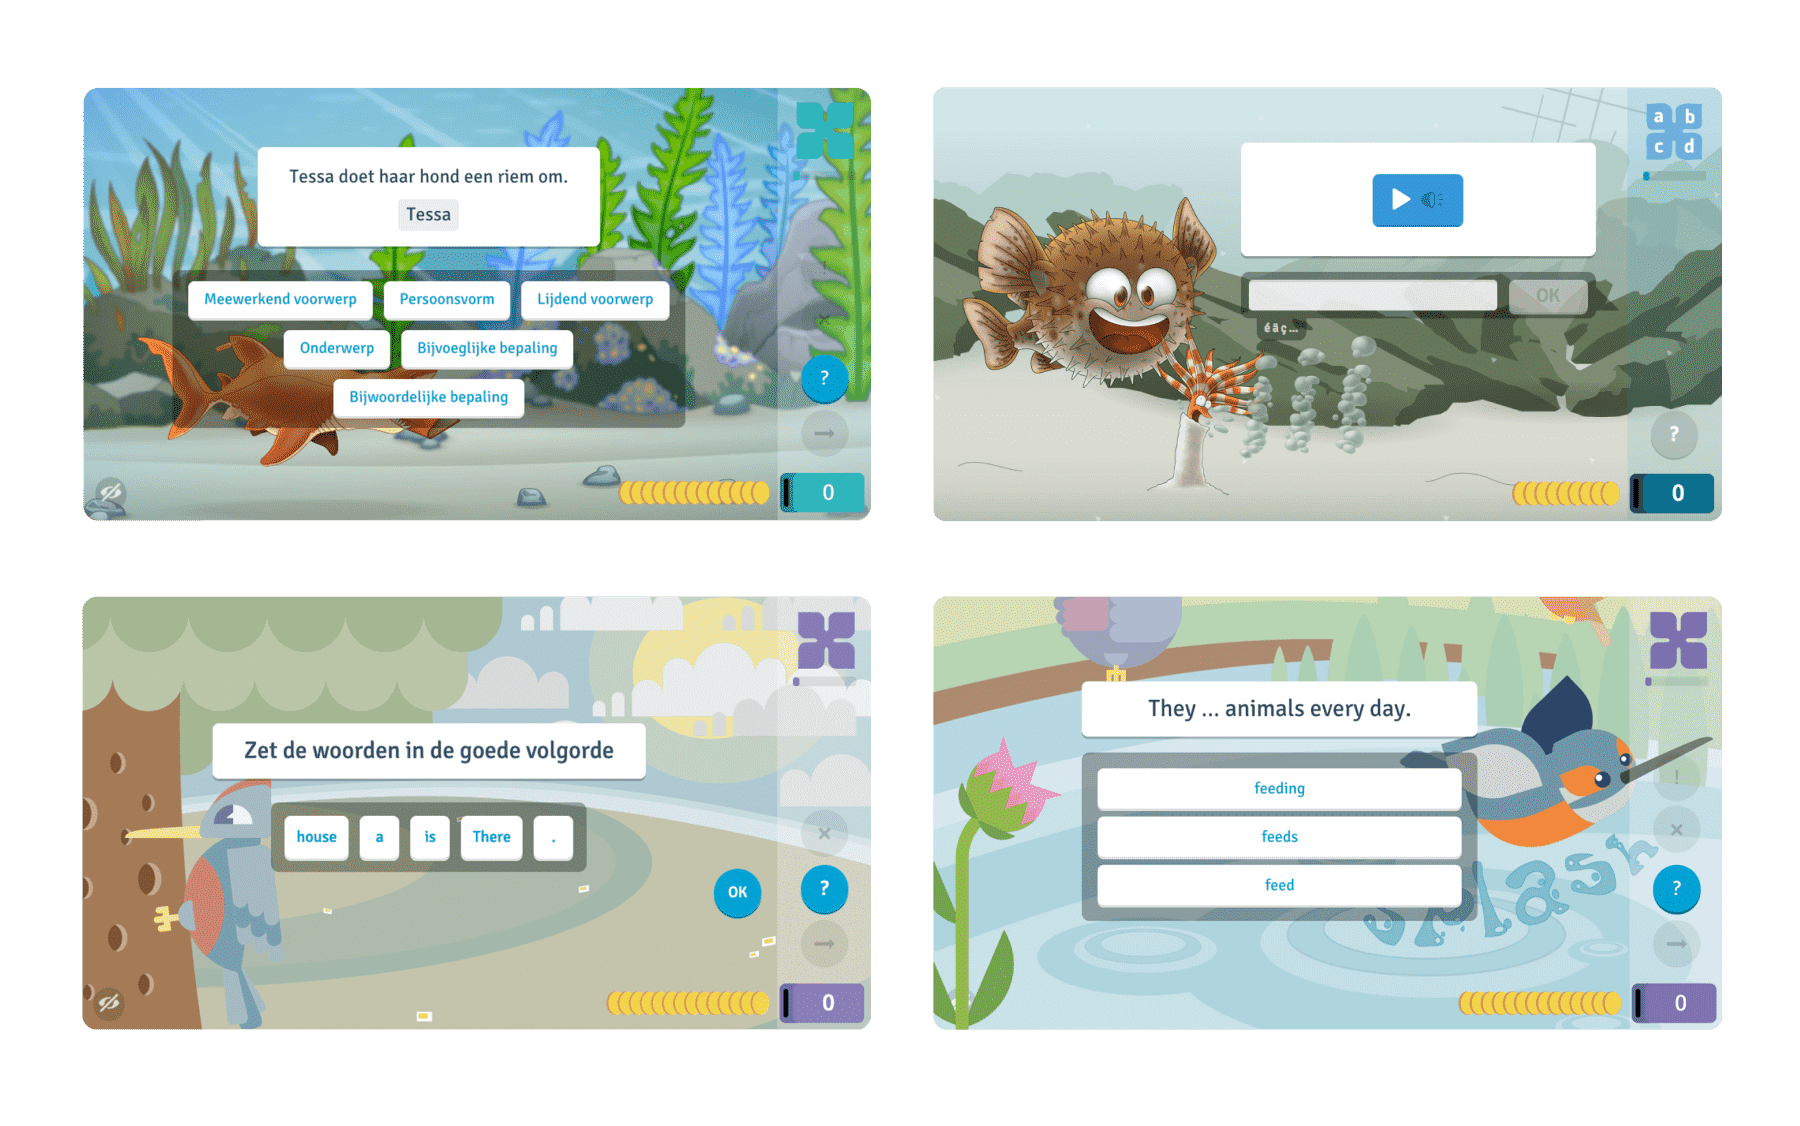 Tessa doet haar hond een riem om.
Tessa
Meewerkend voorwerp Persoonsvorm Lijdend voorwerp
Onderwerp Bijvoeglijke bepaling
Bijwoordelijke bepaling
?
0
a b
c d
OK
éäç...
?
0
Zet de woorden in de goede volgorde
house a is There .
OK
?
0
They ... animals every day.
feeding
feeds
feed
!
?
SPLASH
0